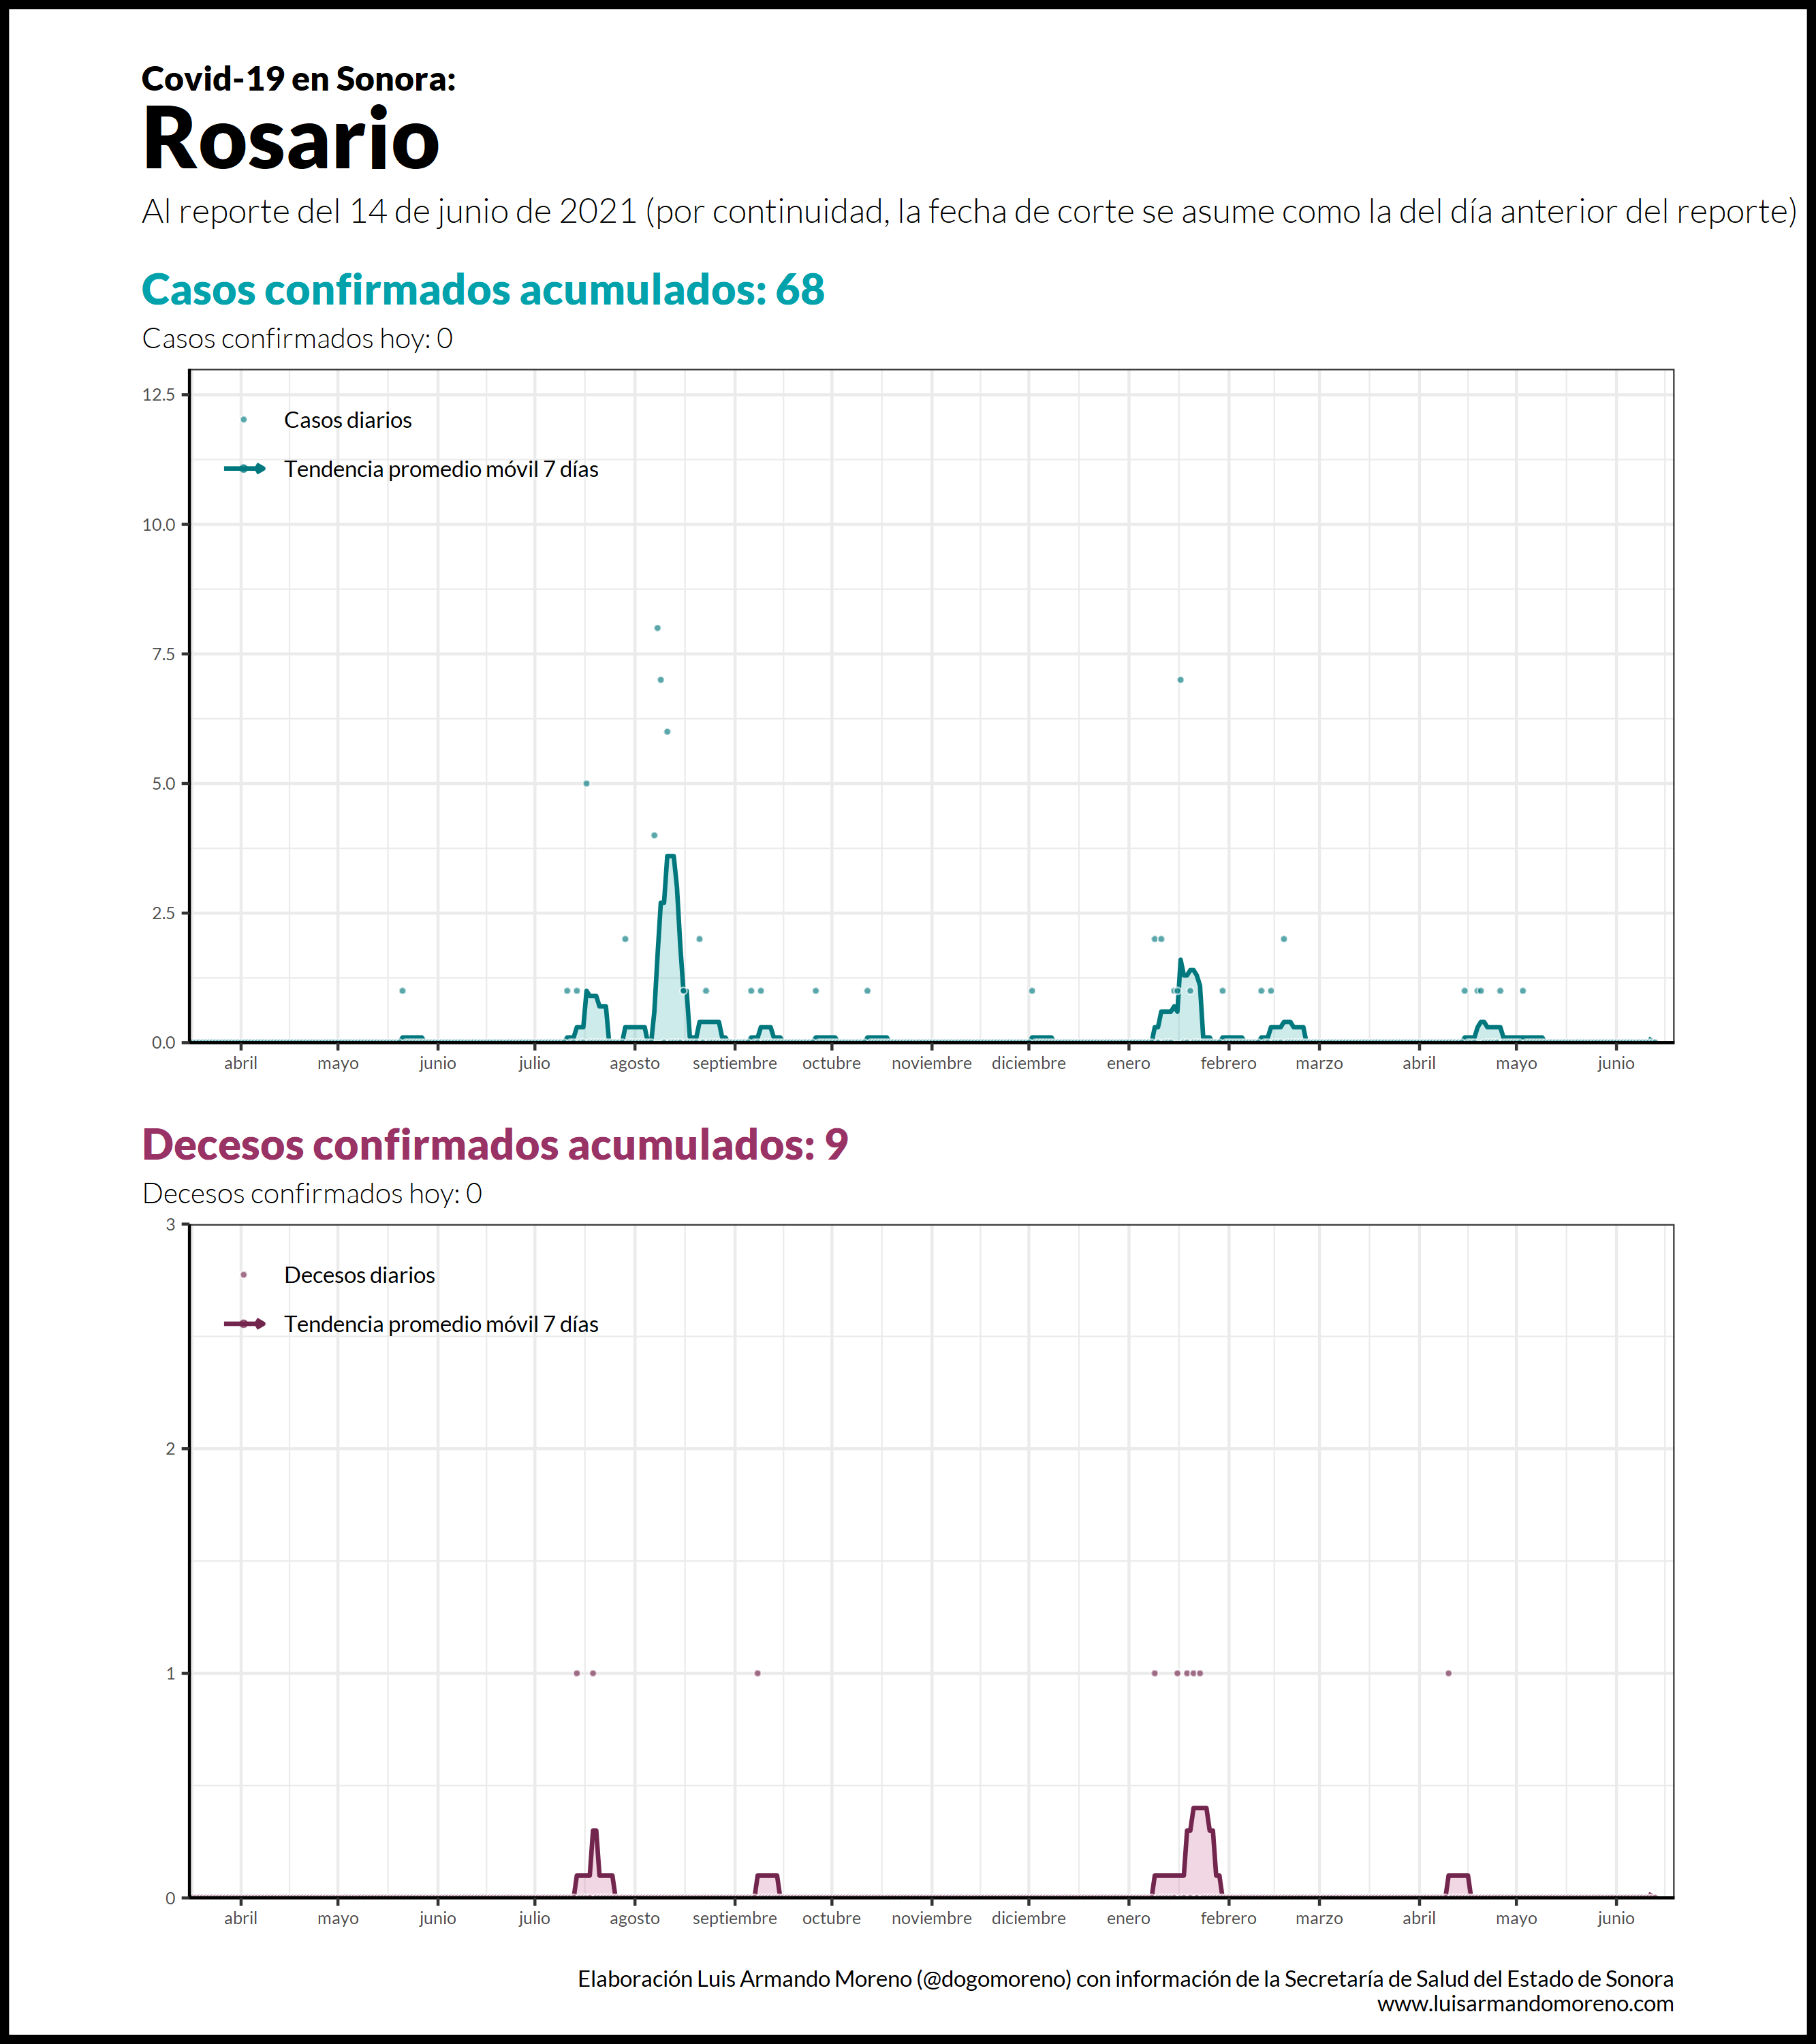 Covid-19 en Sonora:
Rosario
Al reporte del 14 de junio de 2021 (por continuidad, la fecha de corte se asume como la del día anterior del reporte)
Casos confirmados acumulados: 68
Casos confirmados hoy: 0
12.5
Casos diarios
Tendencia promedio móvil 7 días
10.0
7.5
5.0
2.5
0.0
abril mayo junio julio agosto septiembre octubre noviembre diciembre enero febrero marzo abril mayo junio
Decesos confirmados acumulados: 9
Decesos confirmados hoy: 0
3
Decesos diarios
Tendencia promedio móvil 7 días
2
1
0
abril mayo junio julio agosto septiembre octubre noviembre diciembre enero febrero marzo abril mayo junio
Elaboración Luis Armando Moreno (@dogomoreno) con información de la Secretaría de Salud del Estado de Sonora
www.luisarmandomoreno.com